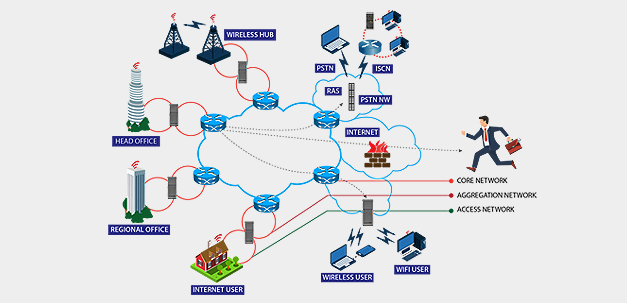 WIRELESS HUB
PSTN
ISCN
RAS
PSTN NW
HEAD OFFICE
INTERNET
CORE NETWORK
AGGREGATION NETWORK
ACCESS NETWORK
REGIONAL OFFICE
INTERNET USER
WIRELESS USER
WIFI USER